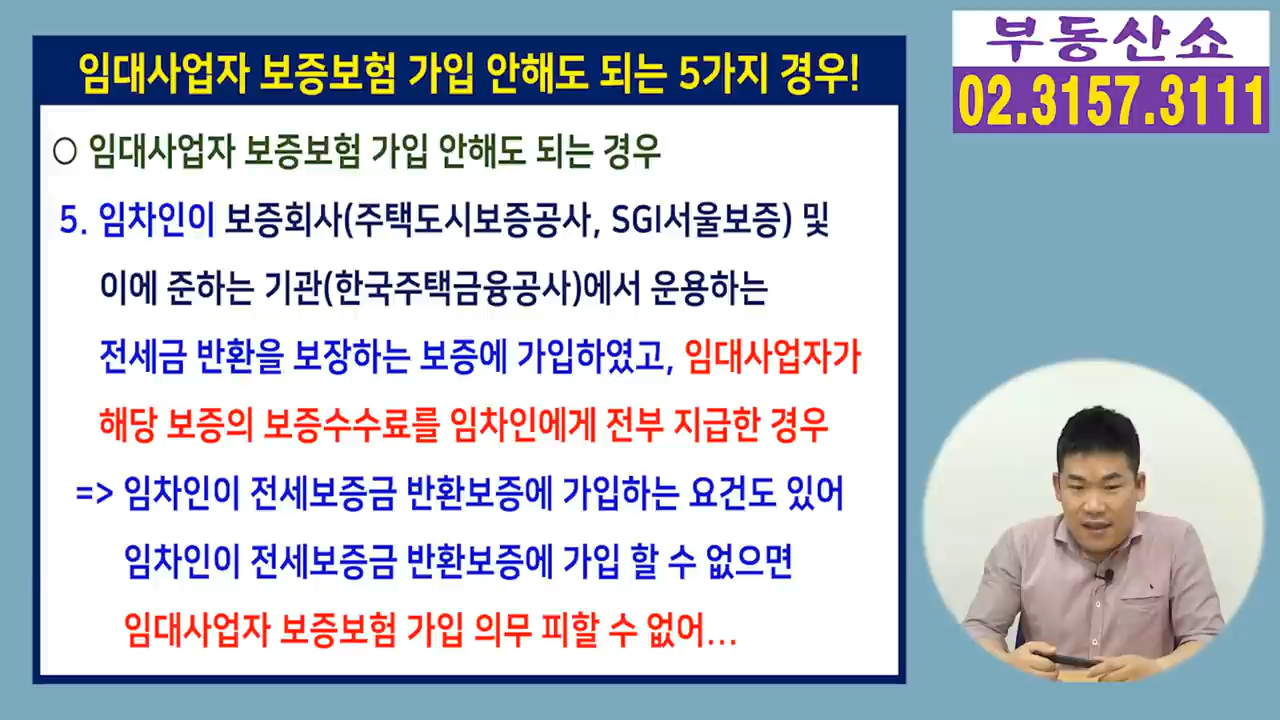 부동산쇼
02.3157.3111
임대사업자 보증보험 가입 안해도 되는 5가지 경우!
○ 임대사업자 보증보험 가입 안해도 되는 경우
5. 임차인이 보증회사(주택도시보증공사, SGI서울보증) 및
이에 준하는 기관(한국주택금융공사)에서 운용하는
전세금 반환을 보장하는 보증에 가입하였고, 임대사업자가
해당 보증의 보증수수료를 임차인에게 전부 지급한 경우
=> 임차인이 전세보증금 반환보증에 가입하는 요건도 있어
임차인이 전세보증금 반환보증에 가입 할 수 없으면
임대사업자 보증보험 가입 의무 피할 수 없어...